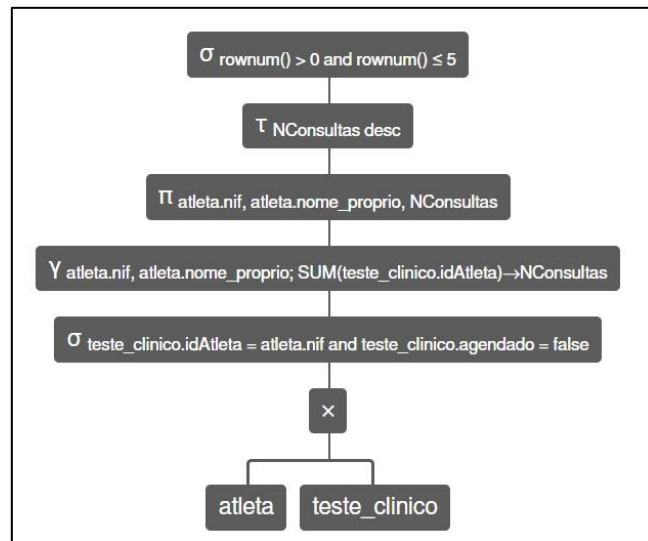 σ rownum() > 0 and rownum() ≤ 5
τ NConsultas desc
π atleta.nif, atleta.nome_proprio, NConsultas
γ atleta.nif, atleta.nome_proprio; SUM(teste_clinico.idAtleta)→NConsultas
σ teste_clinico.idAtleta = atleta.nif and teste_clinico.agendado = false
×
atleta teste_clinico